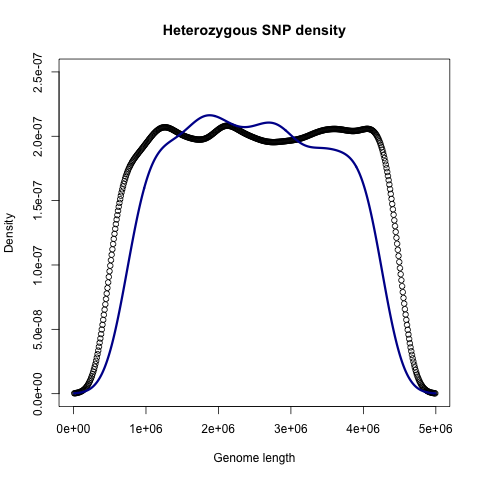 Heterozygous SNP density
Density
2.5e-07
2.0e-07
1.5e-07
1.0e-07
5.0e-08
0.0e+00
0e+00 1e+06 2e+06 3e+06 4e+06 5e+06
Genome length